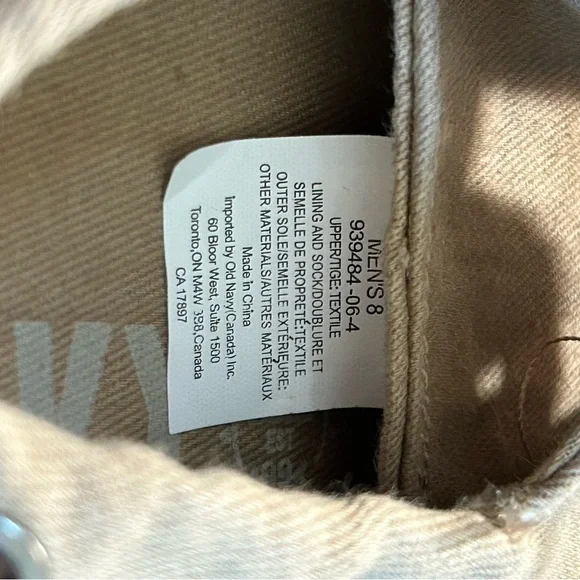 MEN'S 8
939484-06-4
UPPER/TIGE: TEXTILE
LINING AND SOCK/DOUBLURE ET
SEMELLE DE PROPRETÉ:TEXTILE
OUTER SOLE/SEMELLE EXTÉRIEURE:
OTHER MATERIALS/AUTRES MATERIAUX
Made in China
Imported by Old Navy(Canada) Inc.
60 Bloor West, Suite 1500
Toronto,ON M4W 3B8,Canada
CA 17897
VY